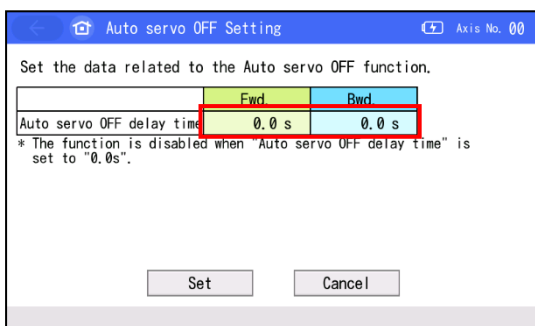 Auto servo OFF Setting Axis No. 00
Set the data related to the Auto servo OFF function.
Fwd. Bwd.
Auto servo OFF delay time 0.0 s 0.0 s
* The function is disabled when "Auto servo OFF delay time" is
set to "0.0s".
Set Cancel